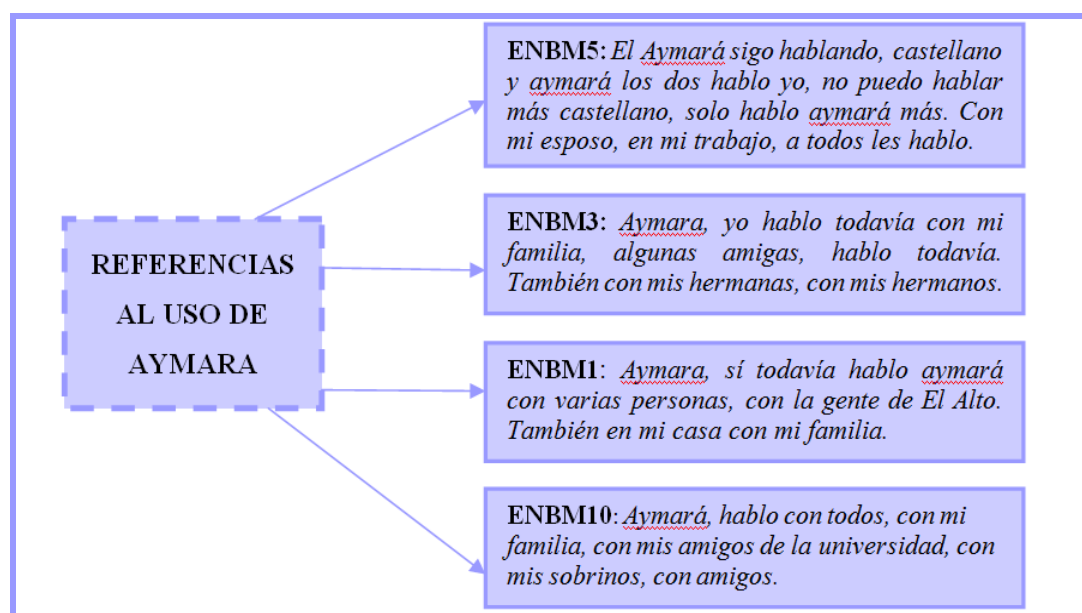 REFERENCIAS
AL USO DE
AYMARA
ENBM5: El Aymará sigo hablando, castellano
y aymará los dos hablo yo, no puedo hablar
más castellano, solo hablo aymará más. Con
mi esposo, en mi trabajo, a todos les hablo.
ENBM3: Aymara, yo hablo todavía con mi
familia, algunas amigas, hablo todavía.
También con mis hermanas, con mis hermanos.
ENBM1: Aymara, sí todavía hablo aymará
con varias personas, con la gente de El Alto.
También en mi casa con mi familia.
ENBM10: Aymará, hablo con todos, con mi
familia, con mis amigos de la universidad, con
mis sobrinos, con amigos.